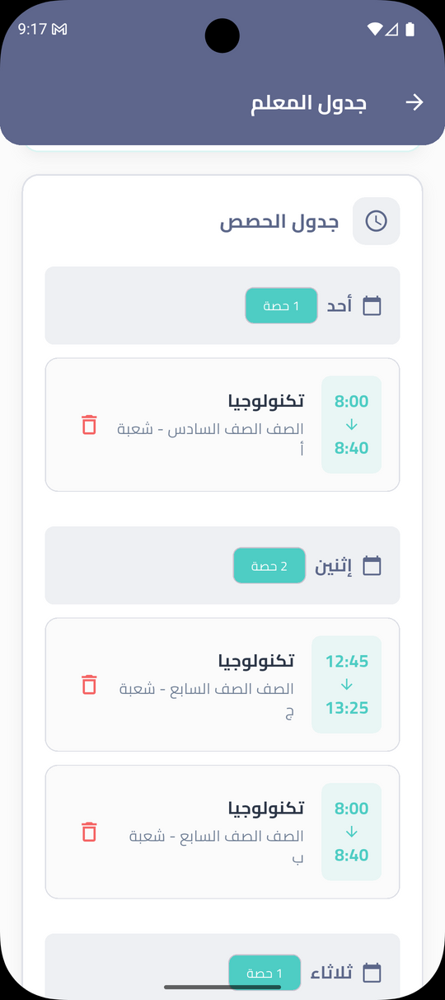 9:17
جدول المعلم
جدول الحصص
أحد
1 حصة
8:00
8:40
تكنولوجيا
الصف الصف السادس - شعبة
أ
إثنين
2 حصة
12:45
13:25
تكنولوجيا
الصف الصف السابع - شعبة
ج
8:00
8:40
تكنولوجيا
الصف الصف السابع - شعبة
ب
ثلاثاء
1 حصة